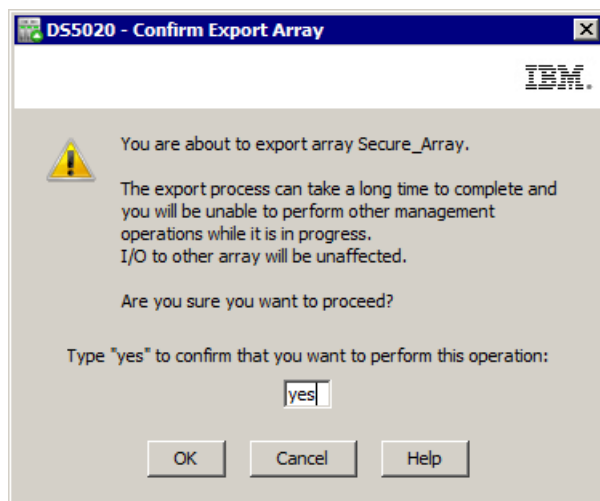 DS5020 - Confirm Export Array
IBM.
You are about to export array Secure_Array.
The export process can take a long time to complete and
you will be unable to perform other management
operations while it is in progress.
I/O to other array will be unaffected.
Are you sure you want to proceed?
Type "yes" to confirm that you want to perform this operation:
yes
OK
Cancel
Help